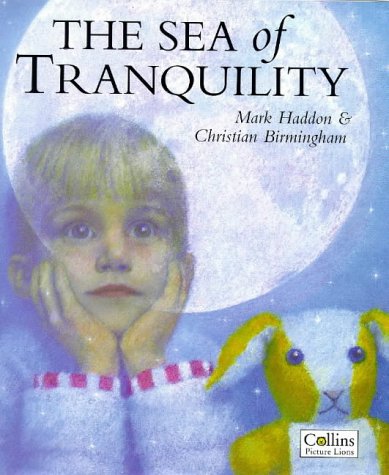 THE SEA of
TRANQUILITY
Mark Haddon &
Christian Birmingham
Collins
Picture Lions